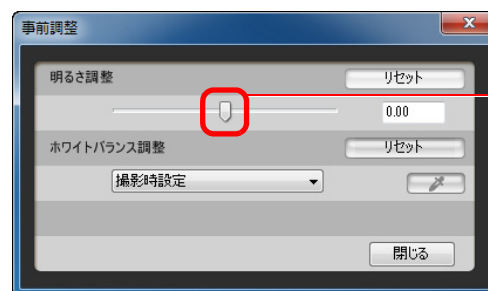 事前調整
明るさ調整 リセット
0.00
ホワイトバランス調整 リセット
撮影時設定
閉じる